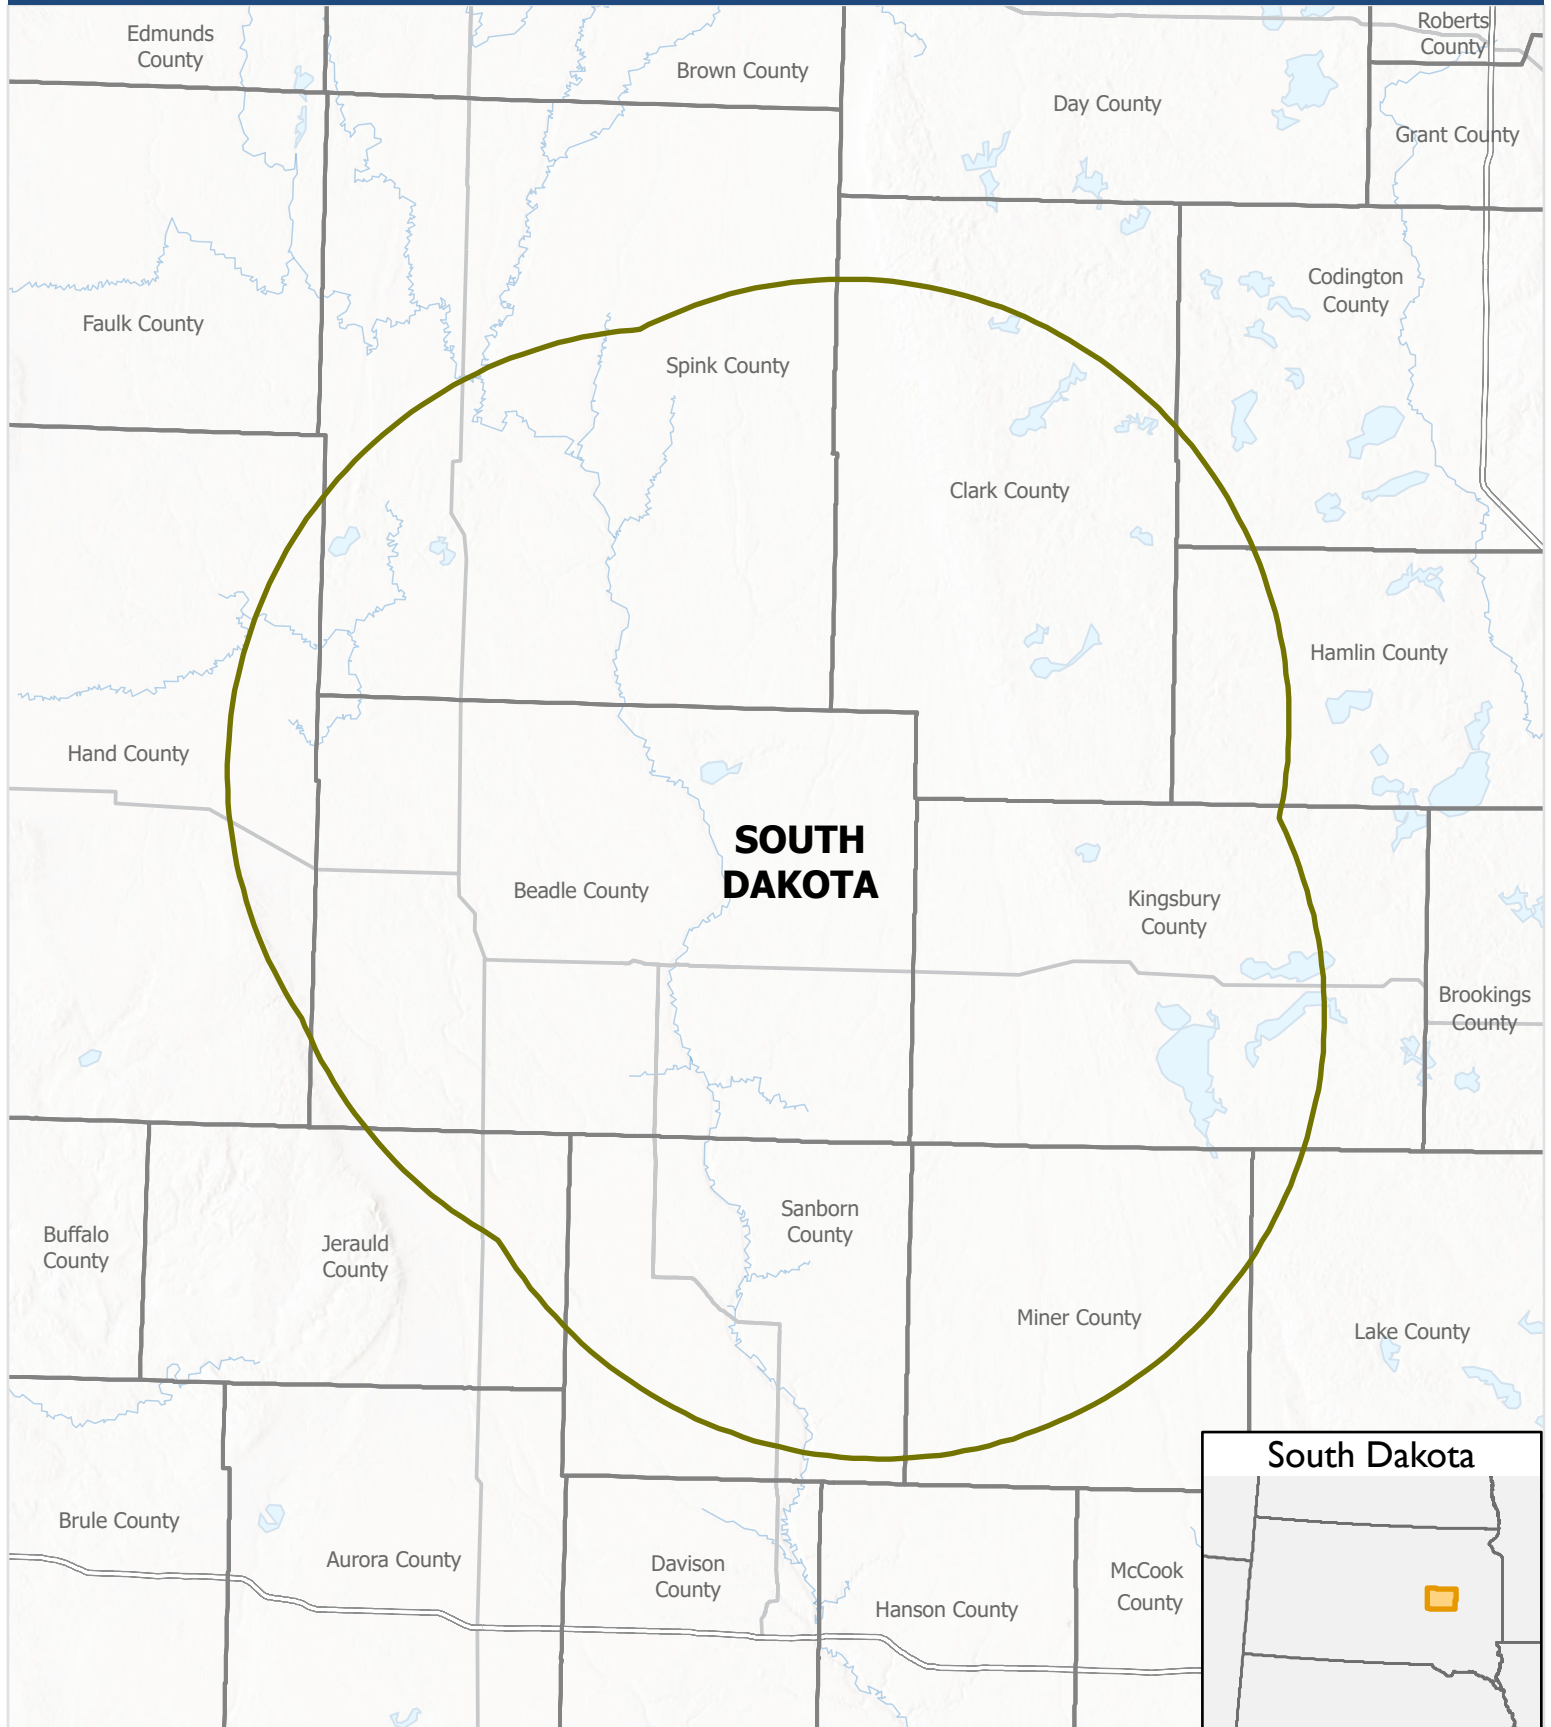 Edmunds
County
Brown County
Roberts
County
Day County
Grant County
Codington
County
Faulk County
Spink County
Clark County
Hamlin County
Hand County
SOUTH
DAKOTA
Beadle County
Kingsbury
County
Brookings
County
Buffalo
County
Jerauld
County
Sanborn
County
Miner County
Lake County
South Dakota
Brule County
Aurora County
Davison
County
Hanson County
McCook
County